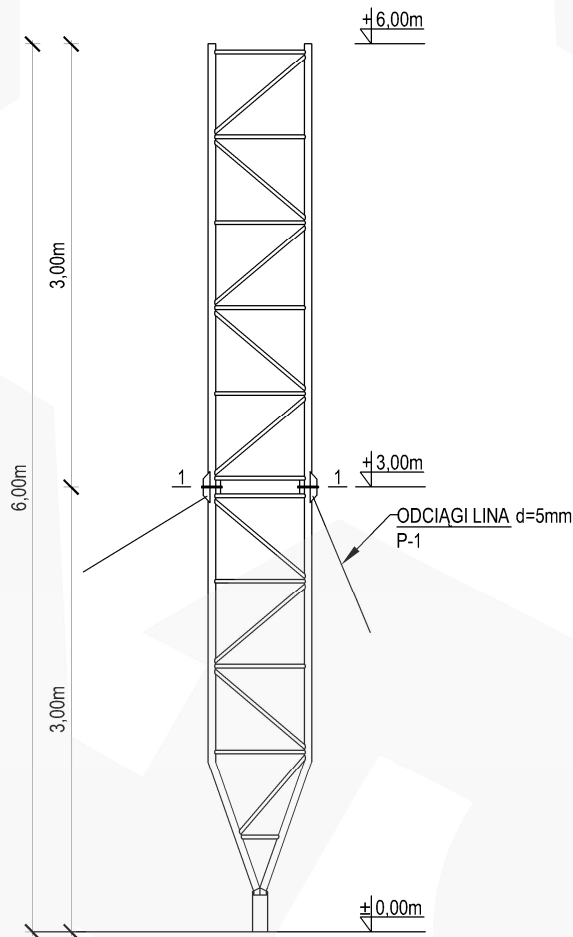 +6,00m
3,00m
1
1
+3,00m
6,00m
ODCIĄGI LINA d=5mm
P-1
3,00m
±0,00m